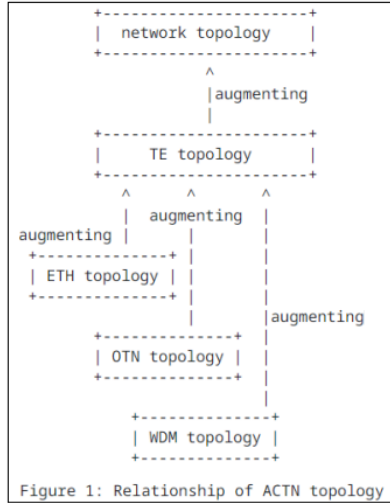 network topology
augmenting
TE topology
augmenting
augmenting
ETH topology
augmenting
OTN topology
WDM topology
Figure 1: Relationship of ACTN topology